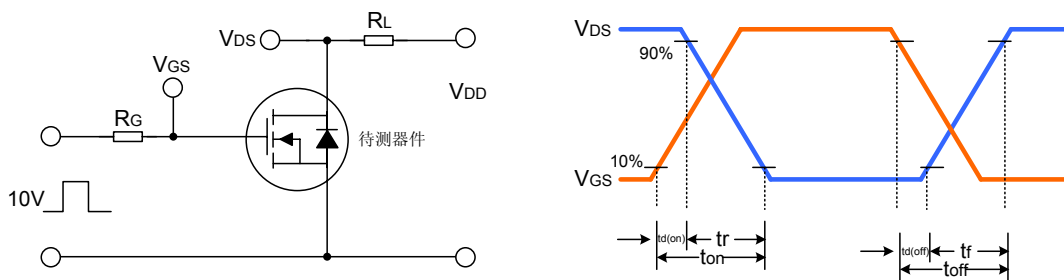 VDS
RL
VGS
RG
VDD
待测器件
10V
VDS
90%
10%
VGS
td(on)
tr
ton
td(off)
tf
toff